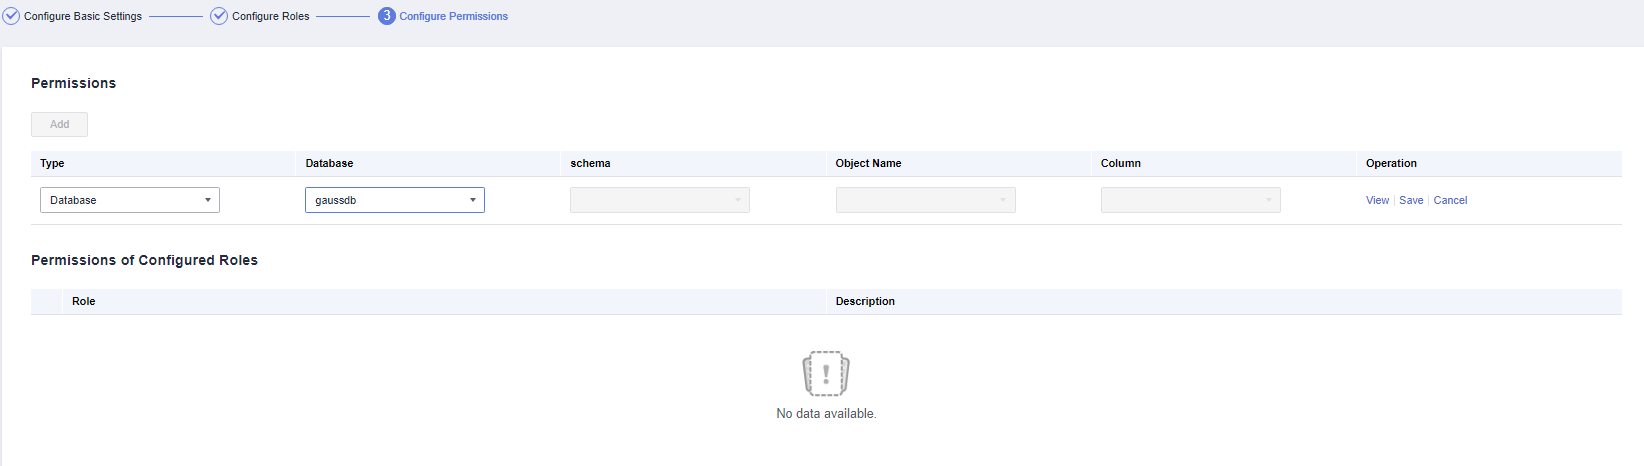 Configure Basic Settings Configure Roles 3 Configure Permissions
Permissions
Add
Type Database schema Object Name Column Operation
Database gaussdb View | Save | Cancel
Permissions of Configured Roles
Role Description
No data available.